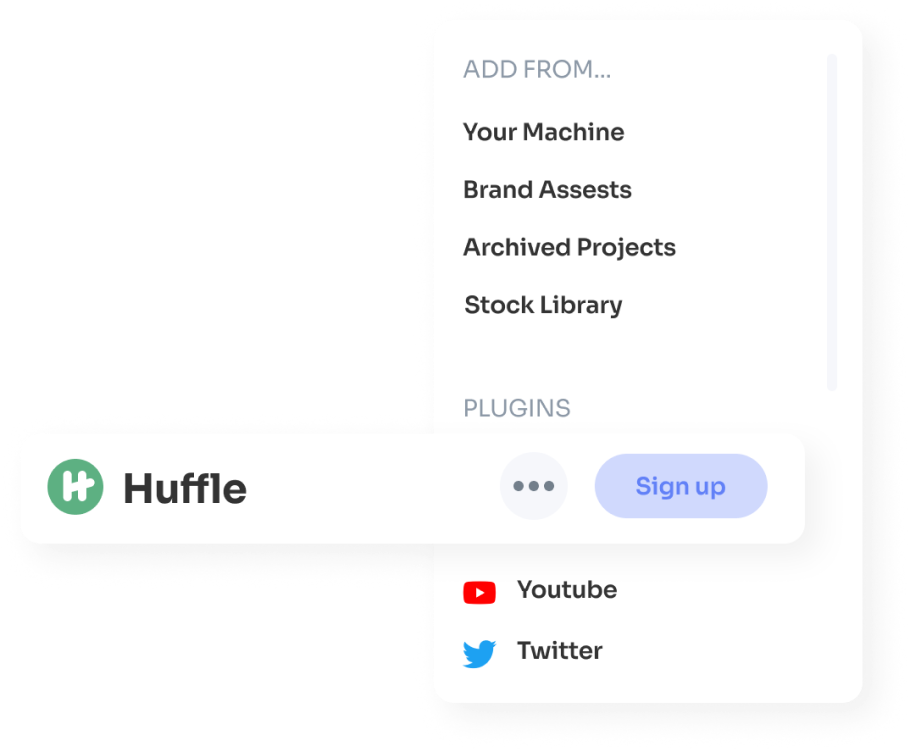 ADD FROM...
Your Machine
Brand Assests
Archived Projects
Stock Library
PLUGINS
Huffle
Sign up
Youtube
Twitter